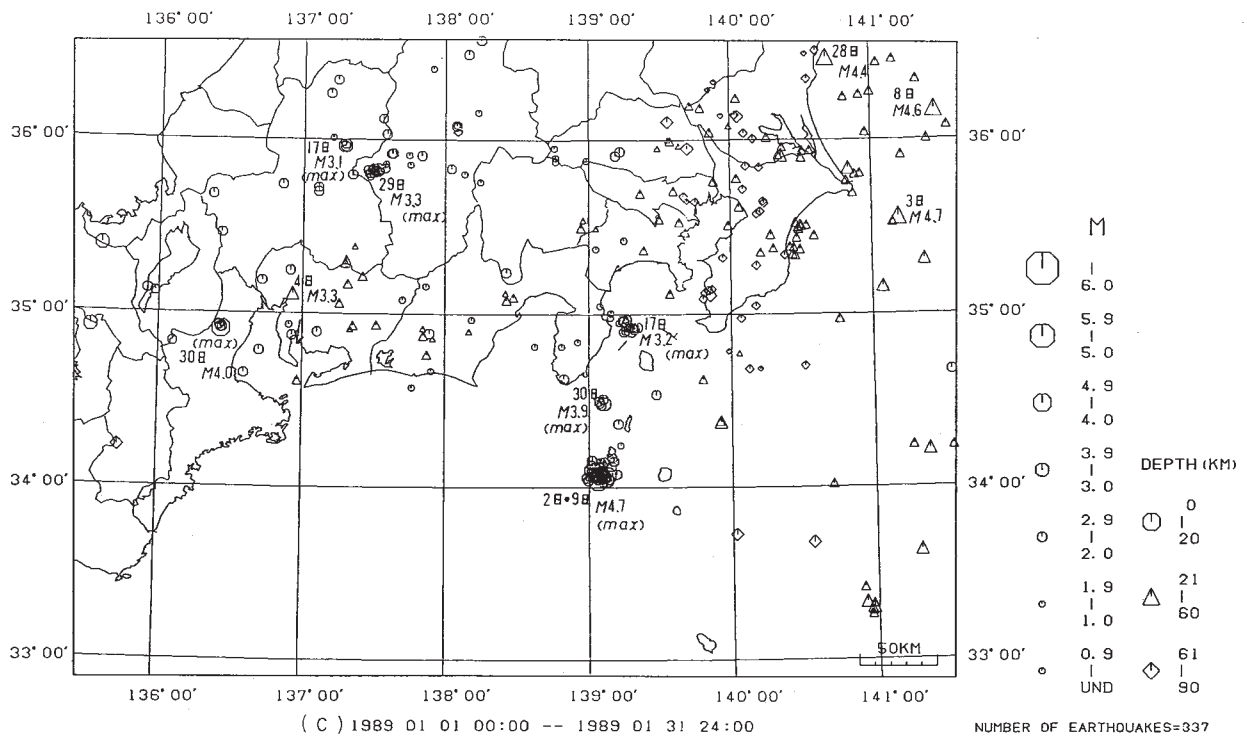 136°00' 137°00' 138°00' 139°00' 140°00' 141°00'
28日
M4.4
8日
M4.6
36°00' 36°00'
17日
M3.1
(max)
29日
M3.3
(max)
3日
M4.7
4日
M3.3
35°00' 35°00'
17日
M3.2
(max)
(max)
30日
M4.0
30日
M3.9
(max)
34°00' 34°00'
2日•9日
M4.7
(max)
50KM
33°00' 33°00'
136°00' 137°00' 138°00' 139°00' 140°00' 141°00'
(C) 1989 01 01 00:00 -- 1989 01 31 24:00
M
6.0
5.9
5.0
4.9
4.0
3.9
3.0
2.9
2.0
1.9
1.0
0.9
UND
DEPTH (KM)
0
20
21
60
61
90
NUMBER OF EARTHQUAKES=337